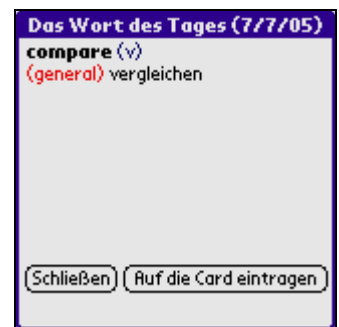 Das Wort des Tages (7/7/05)
compare (v)
(general) vergleichen
Schließen Auf die Card eintragen